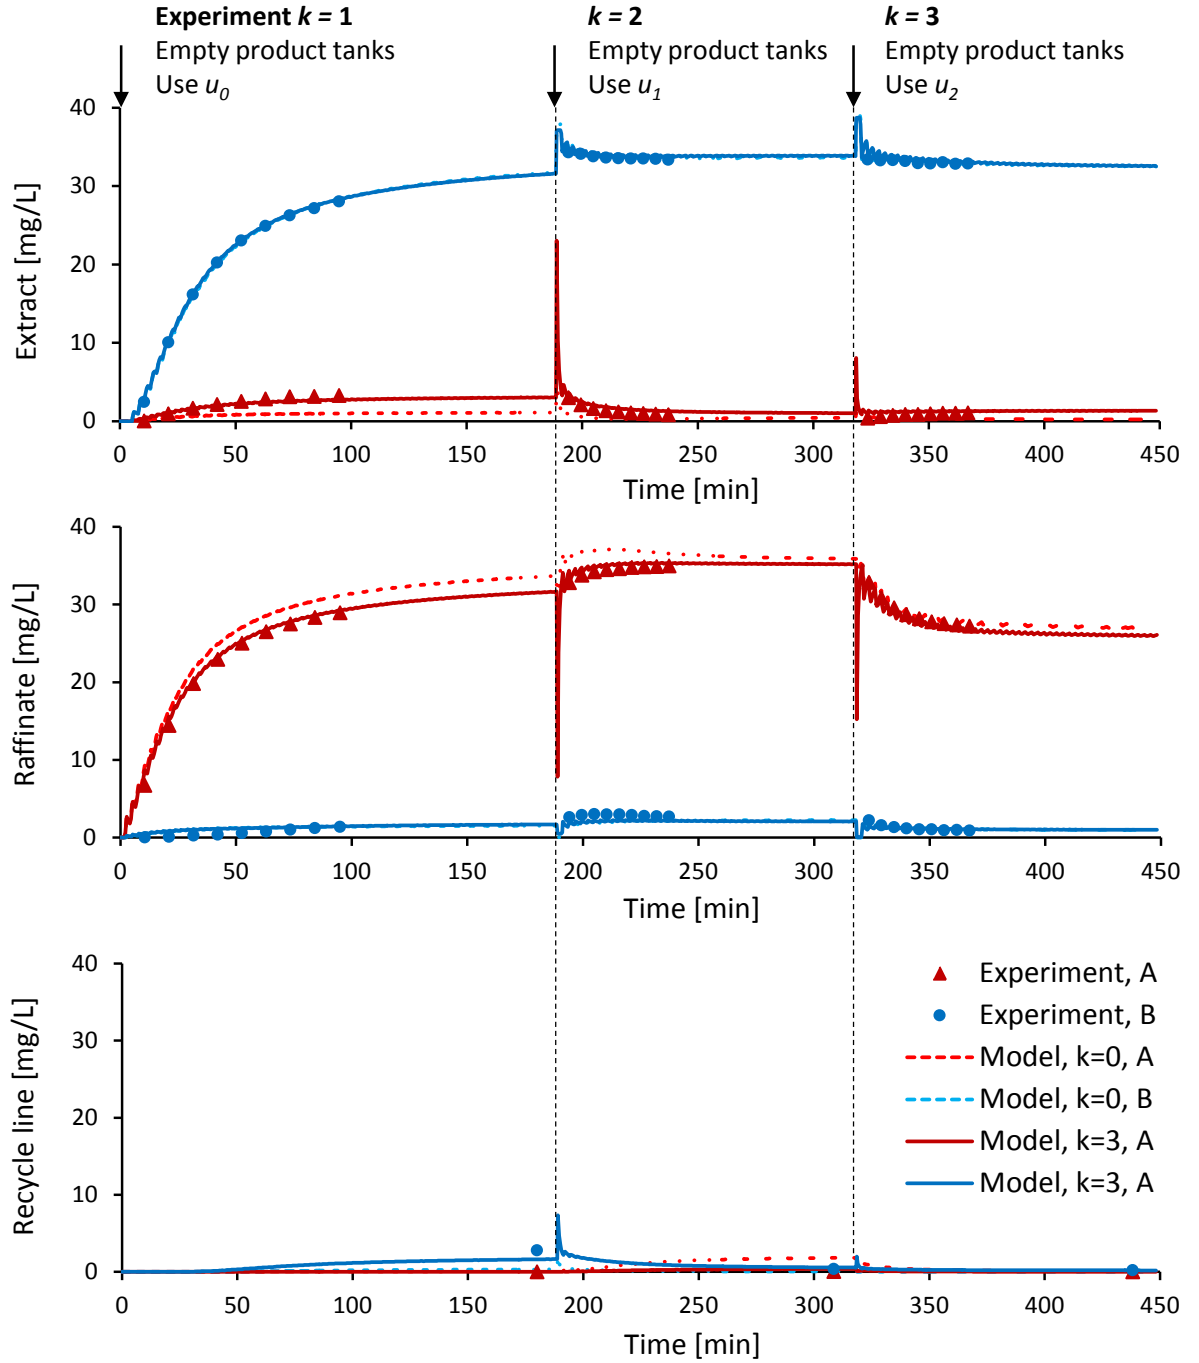 Experiment k = 1
Empty product tanks
Use u0
k = 2
Empty product tanks
Use u1
k = 3
Empty product tanks
Use u2
Extract [mg/L]
40
30
20
10
0
0 50 100 150 200 250 300 350 400 450
Time [min]
Raffinate [mg/L]
40
30
20
10
0
0 50 100 150 200 250 300 350 400 450
Time [min]
Recycle line [mg/L]
40
30
20
10
0
0 50 100 150 200 250 300 350 400 450
Time [min]
Experiment, A
Experiment, B
Model, k=0, A
Model, k=0, B
Model, k=3, A
Model, k=3, A